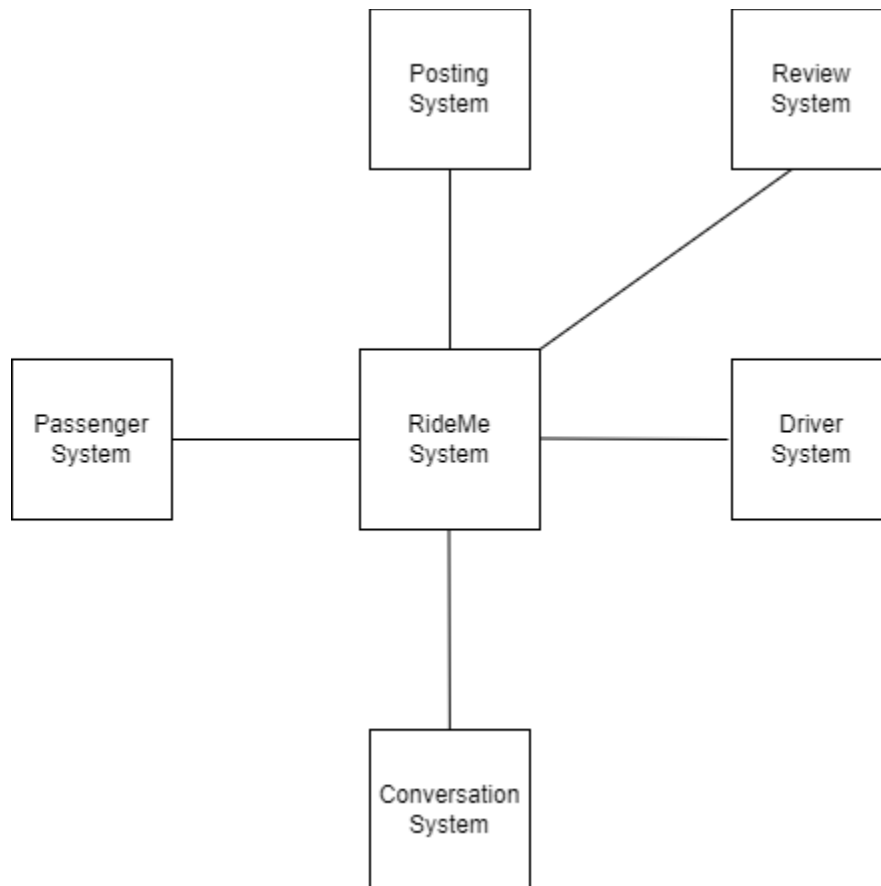 Posting
System
Review
System
Passenger
System
RideMe
System
Driver
System
Conversation
System